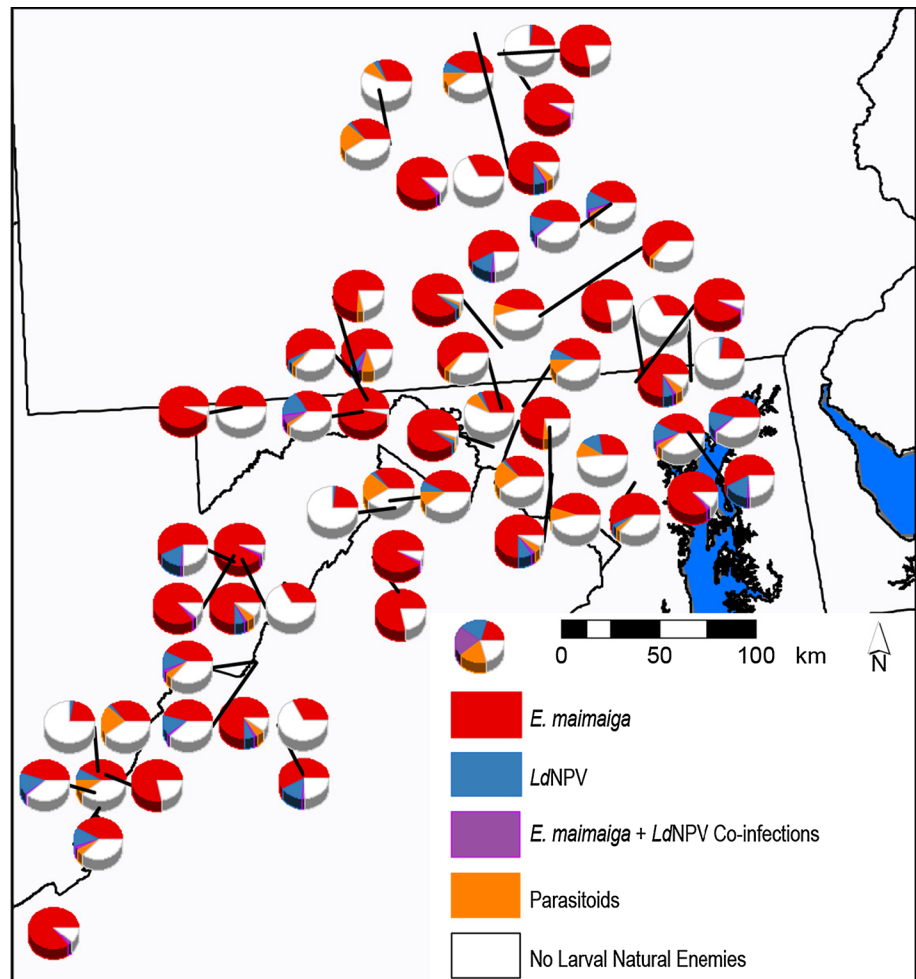 0 50 100 km
N
E. maimaiga
LdNPV
E. maimaiga + LdNPV Co-infections
Parasitoids
No Larval Natural Enemies